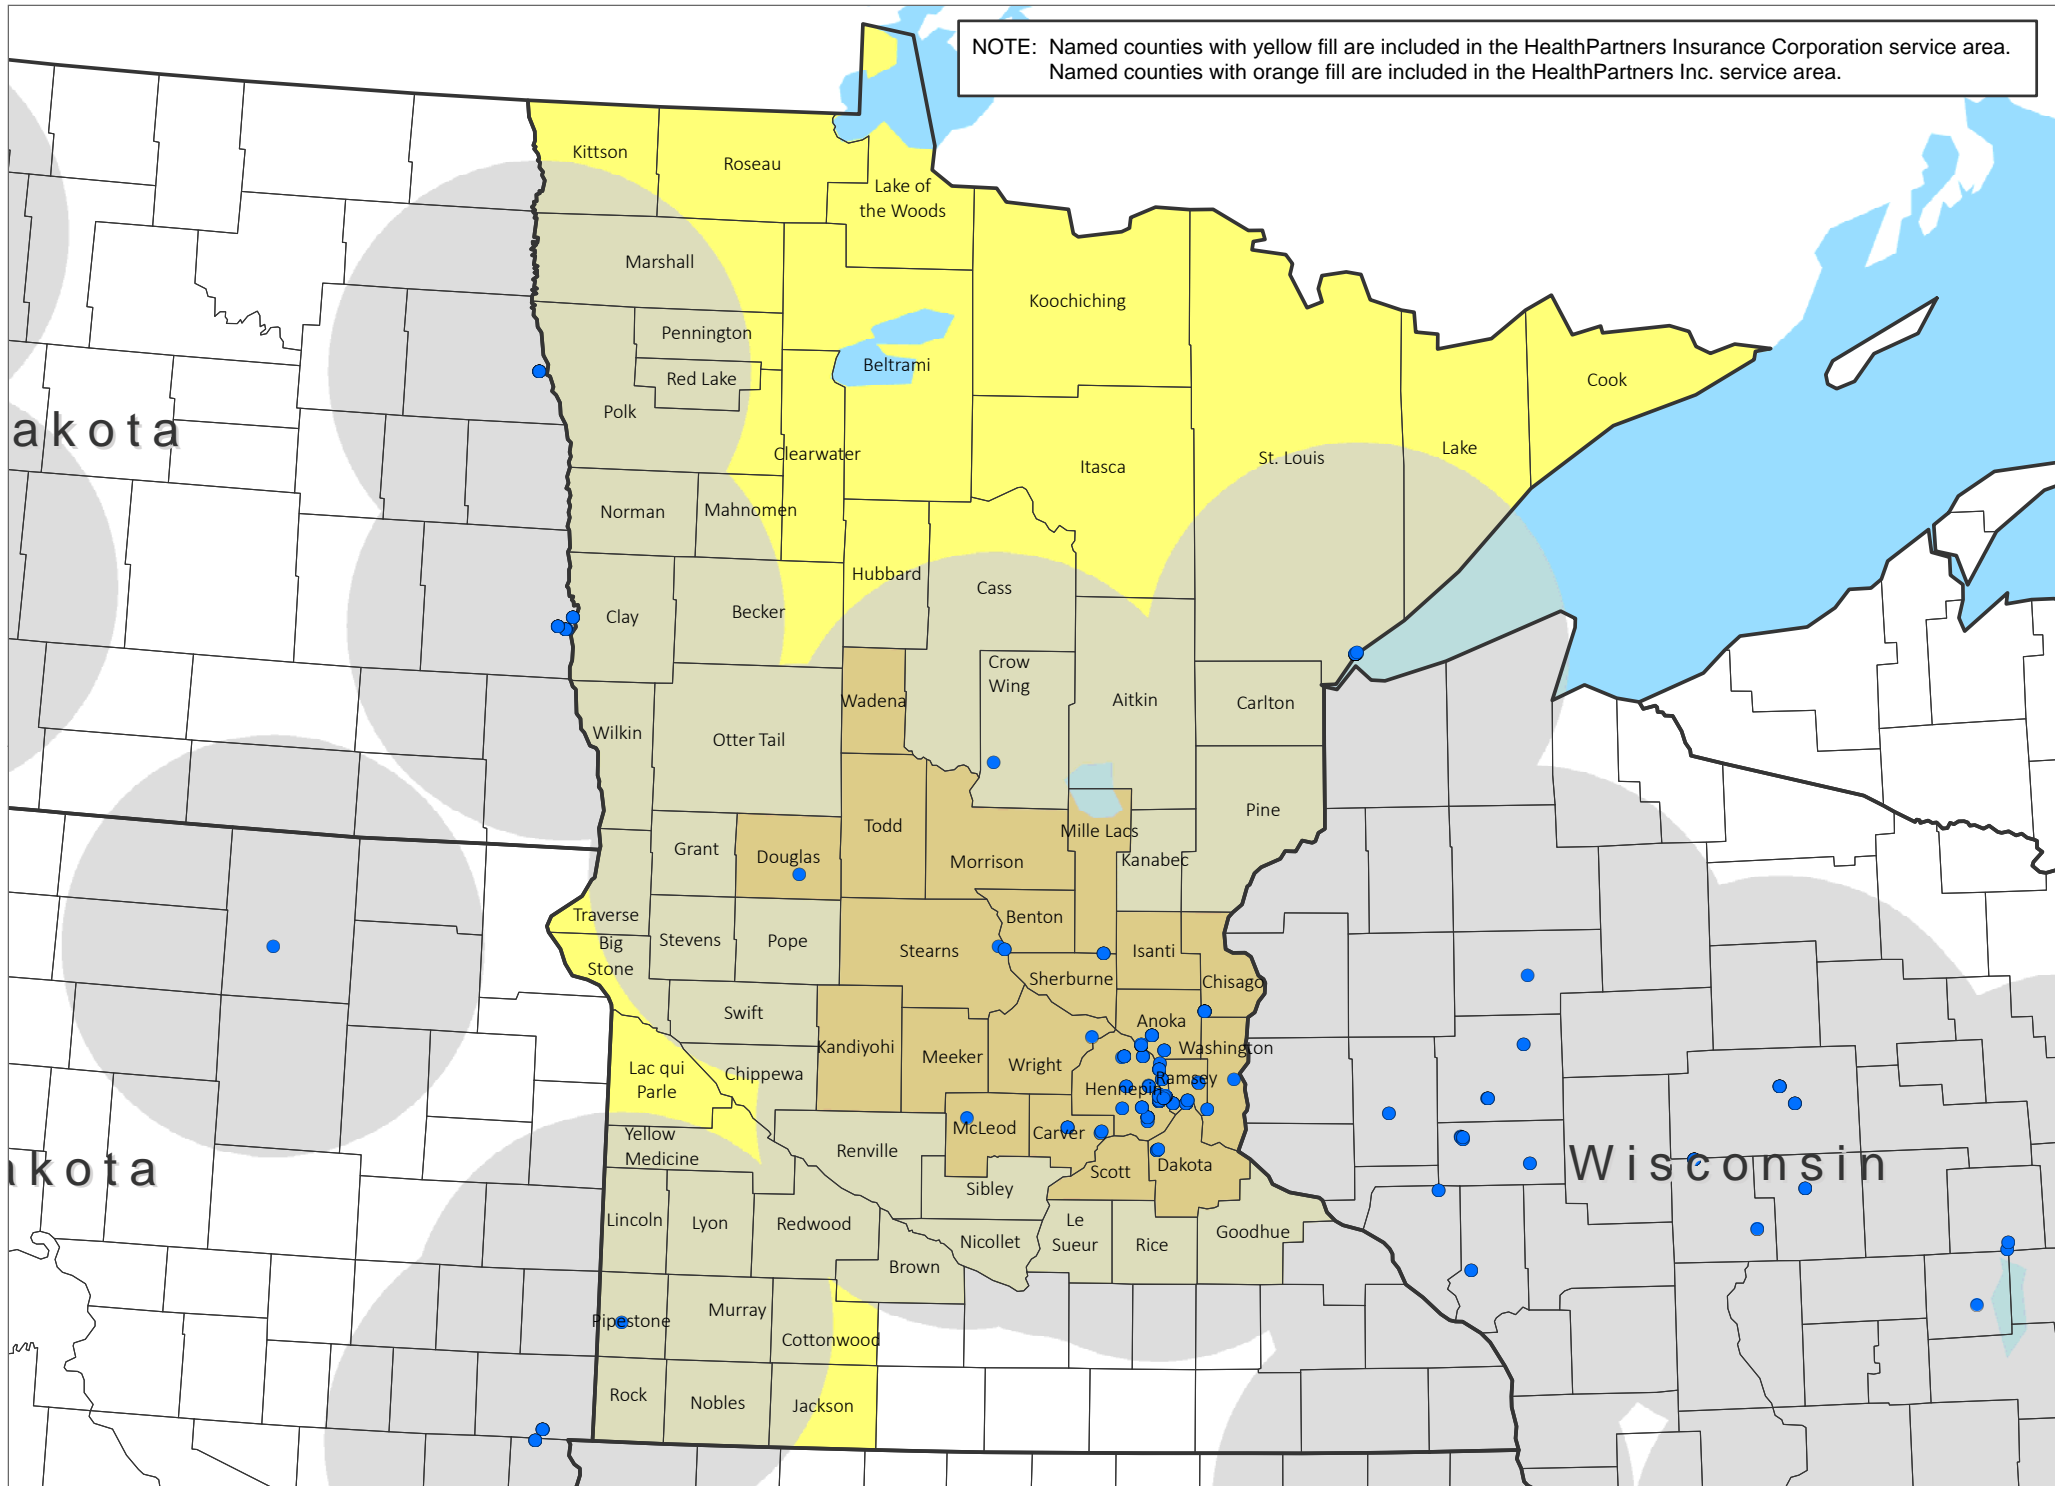 NOTE: Named counties with yellow fill are included in the HealthPartners Insurance Corporation service area.
Named counties with orange fill are included in the HealthPartners Inc. service area.
Kittson
Roseau
Lake of
the Woods
Marshall
Koochiching
Pennington
Beltrami
Red Lake
Cook
Polk
akota
Clearwater
Lake
St. Louis
Itasca
Norman
Mahnomen
Hubbard
Cass
Clay
Becker
Crow
Wing
Wadena
Aitkin
Carlton
Wilkin
Otter Tail
Pine
Todd
Mille Lacs
Grant
Douglas
Morrison
Kanabec
Traverse
Benton
Big
Stone
Stevens
Pope
Stearns
Isanti
Sherburne
Chisago
Swift
Anoka
Kandiyohi
Meeker
Wright
Washington
Lac qui
Parle
Chippewa
Ramsey
Hennepin
McLeod
Carver
Yellow
Medicine
Renville
Scott
Dakota
akota
Wisconsin
Sibley
Lincoln
Lyon
Redwood
Le
Sueur
Rice
Goodhue
Nicollet
Brown
Pipestone
Murray
Cottonwood
Rock
Nobles
Jackson